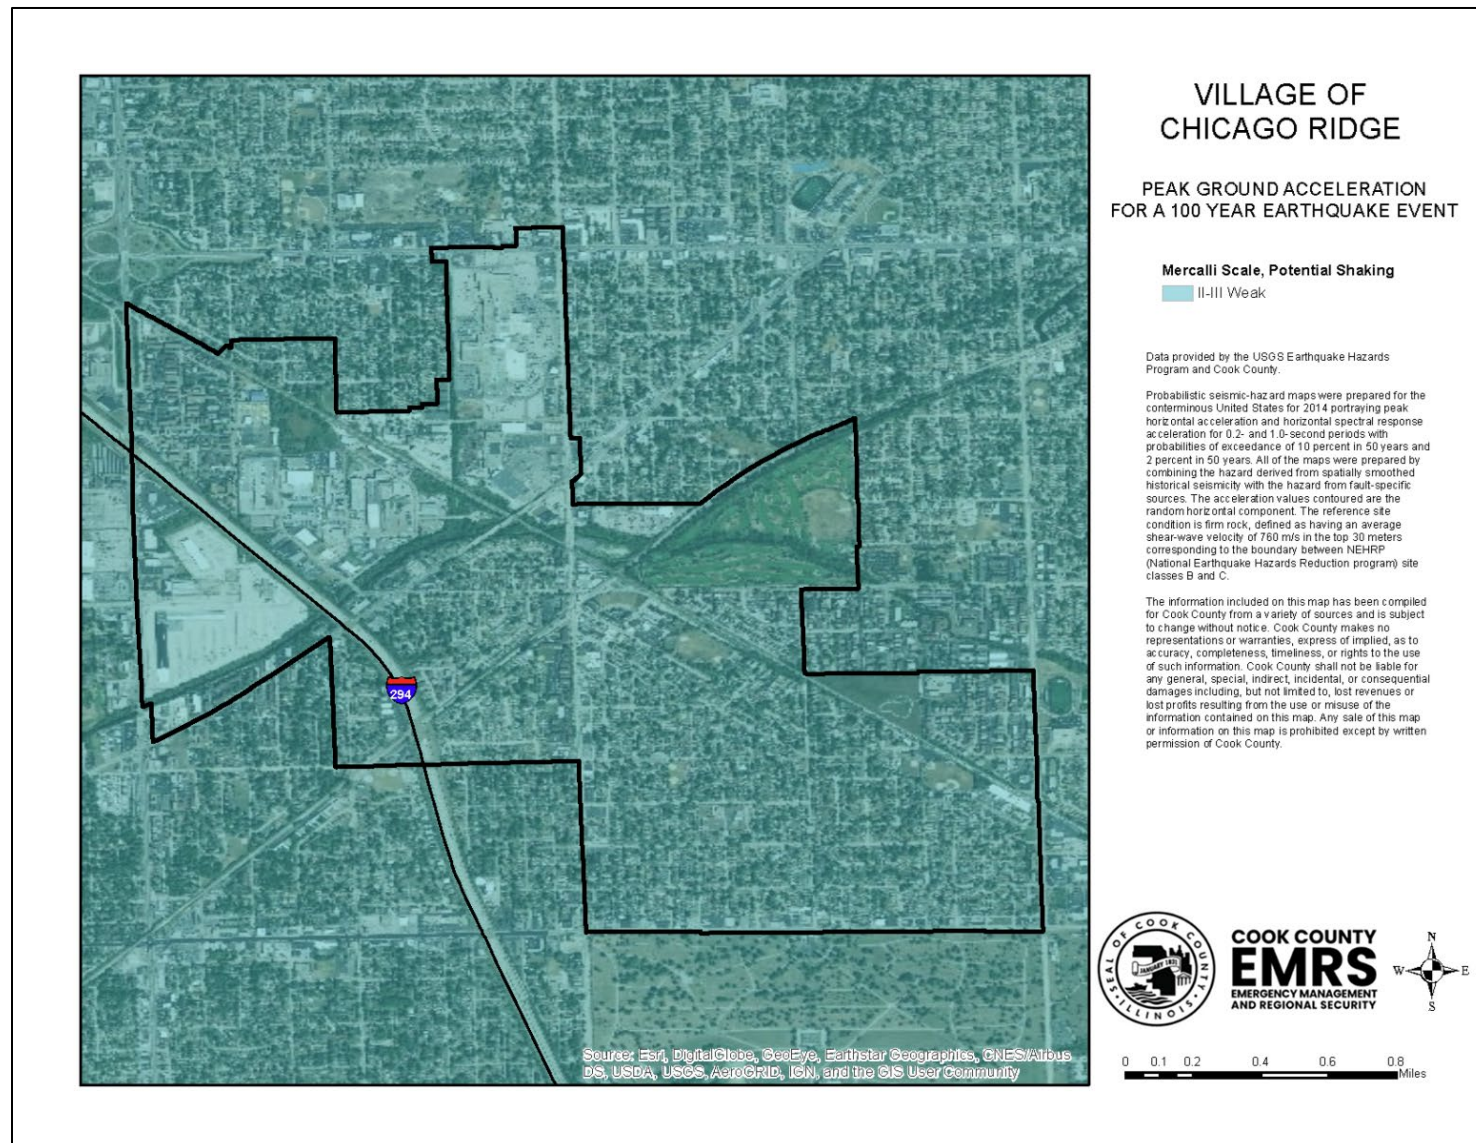 VILLAGE OF
CHICAGO RIDGE
PEAK GROUND ACCELERATION
FOR A 100 YEAR EARTHQUAKE EVENT
Mercalli Scale, Potential Shaking
II-III Weak
Data provided by the USGS Earthquake Hazards
Program and Cook County.
Probabilistic seismic-hazard maps were prepared for the
conterminous United States for 2014 portraying peak
horizontal acceleration and horizontal spectral response
acceleration for 0.2- and 1.0-second periods with
probabilities of exceedance of 10 percent in 50 years and
2 percent in 50 years. All of the maps were prepared by
combining the hazard derived from spatially smoothed
historical seismicity with the hazard from fault-specific
sources. The acceleration values contoured are the
random horizontal component. The reference site
condition is firm rock, defined as having an average
shear-wave velocity of 760 m/s in the top 30 meters
corresponding to the boundary between NEHRP
(National Earthquake Hazards Reduction program) site
classes B and C.
The information included on this map has been compiled
for Cook County from a variety of sources and is subject
to change without notice. Cook County makes no
representations or warranties, express of implied, as to
accuracy, completeness, timeliness, or rights to the use
of such information. Cook County shall not be liable for
any general, special, indirect, incidental, or consequential
damages including, but not limited to, lost revenues or
lost profits resulting from the use or misuse of the
information contained on this map. Any sale of this map
or information on this map is prohibited except by written
permission of Cook County.
294
SEAL OF COOK COUNTY
JANUARY 1831
ILLINOIS
COOK COUNTY
EMRS
EMERGENCY MANAGEMENT
AND REGIONAL SECURITY
N
W E
S
0 0.1 0.2 0.4 0.6 0.8
Miles
Source: Esri, DigitalGlobe, GeoEye, Earthstar Geographics, CNES/Airbus
DS, USDA, USGS, AeroGRID, IGN, and the GIS User Community